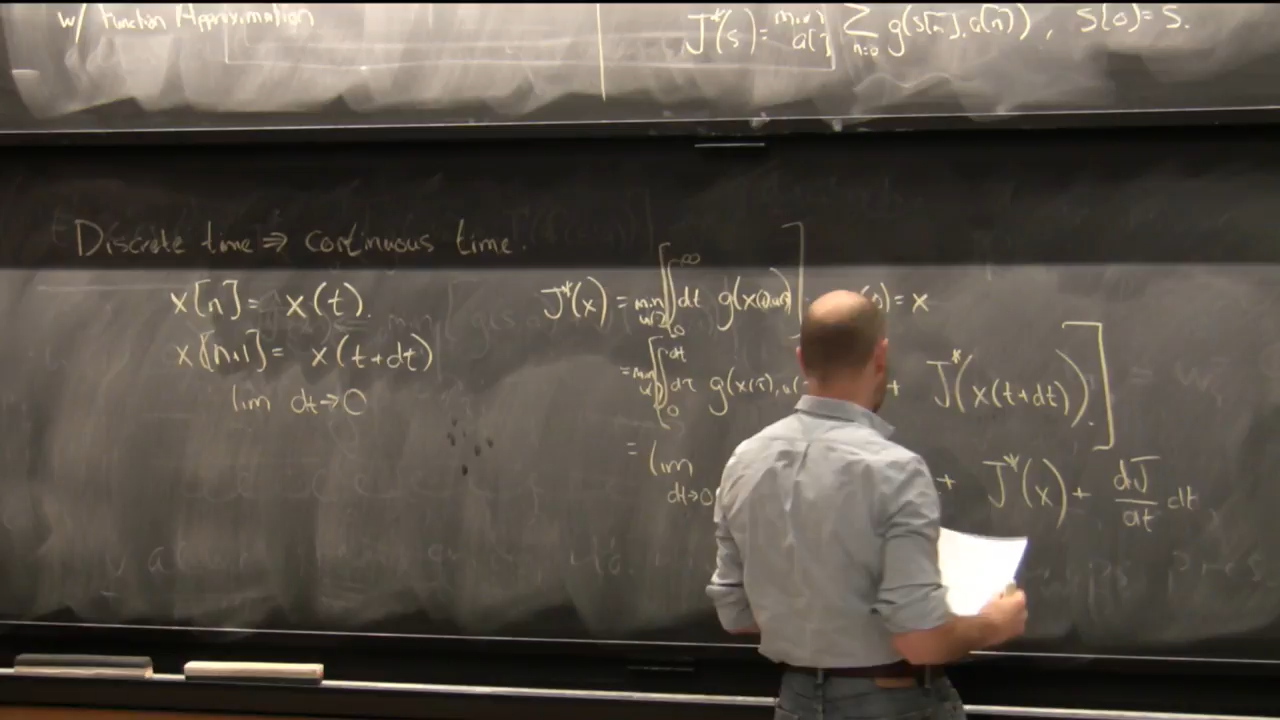 w/ Function Approximation
J*(s) = min a[·] Σ n=0 g(s[n], a[n]), s[0] = s.
Discrete time ⇒ continuous time.
x[n] = x(t).
x[n+1] = x(t+dt)
lim dt→0
J*(x) = min [∫₀^∞ dt g(x(t), u(t))] = x
= min [∫₀^dt dτ g(x(τ), u( + J*(x(t+dt)).]
= lim dt→0 + J*(x) + dJ/dt dt